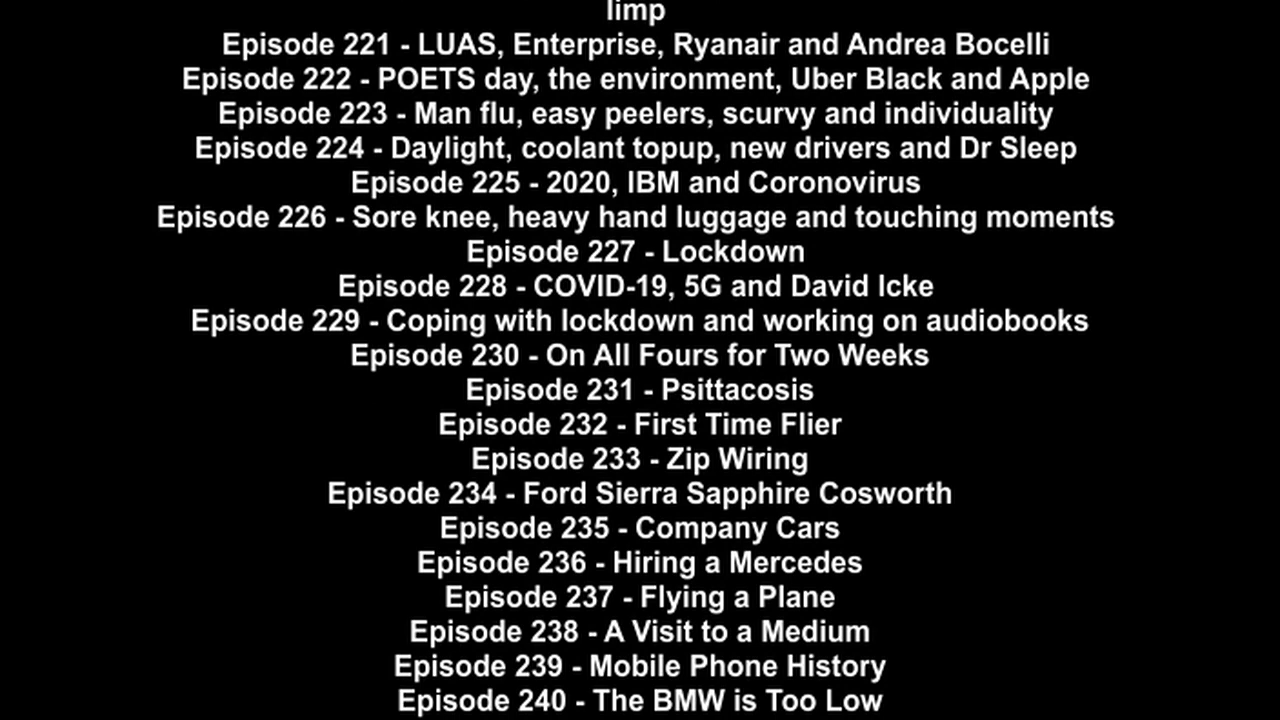 limp
Episode 221 - LUAS, Enterprise, Ryanair and Andrea Bocelli
Episode 222 - POETS day, the environment, Uber Black and Apple
Episode 223 - Man flu, easy peelers, scurvy and individuality
Episode 224 - Daylight, coolant topup, new drivers and Dr Sleep
Episode 225 - 2020, IBM and Coronovirus
Episode 226 - Sore knee, heavy hand luggage and touching moments
Episode 227 - Lockdown
Episode 228 - COVID-19, 5G and David Icke
Episode 229 - Coping with lockdown and working on audiobooks
Episode 230 - On All Fours for Two Weeks
Episode 231 - Psittacosis
Episode 232 - First Time Flier
Episode 233 - Zip Wiring
Episode 234 - Ford Sierra Sapphire Cosworth
Episode 235 - Company Cars
Episode 236 - Hiring a Mercedes
Episode 237 - Flying a Plane
Episode 238 - A Visit to a Medium
Episode 239 - Mobile Phone History
Episode 240 - The BMW is Too Low